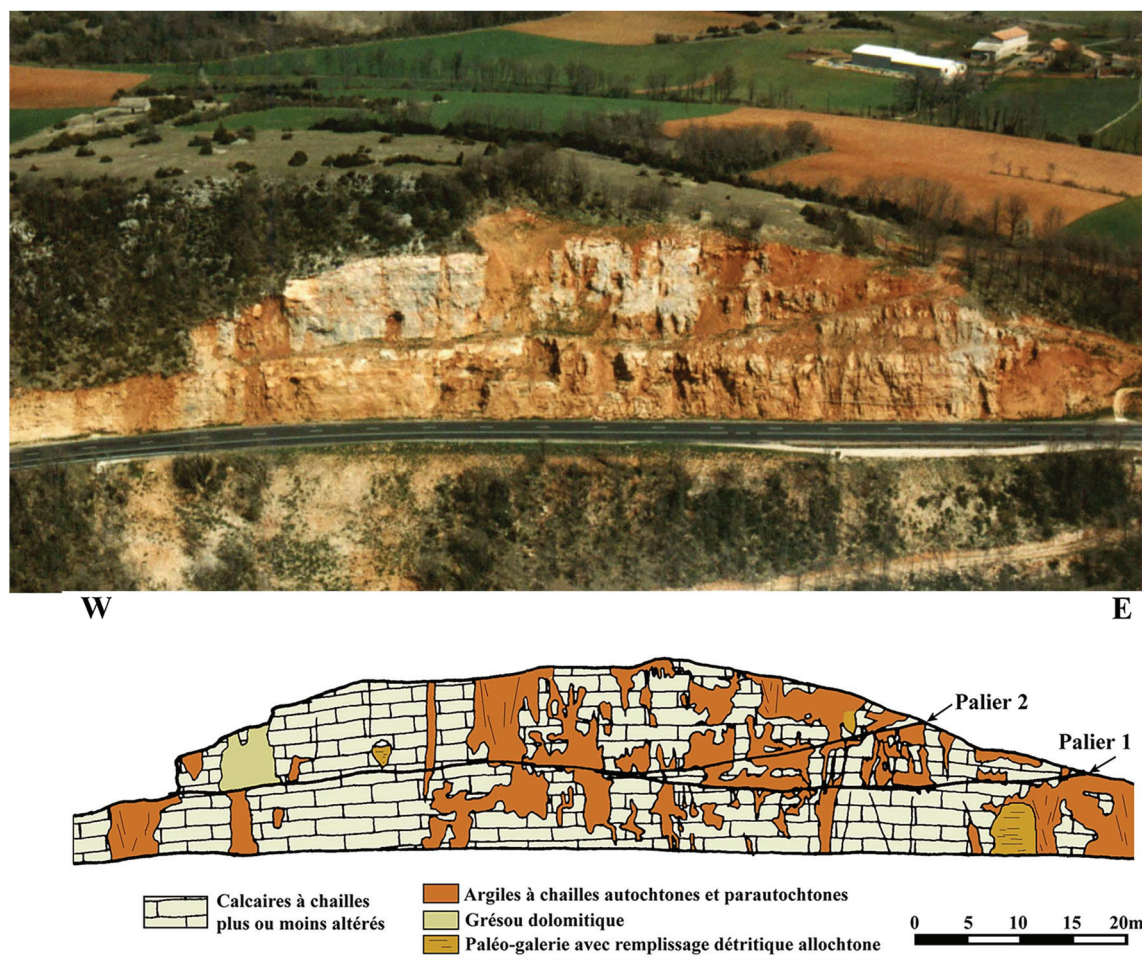 W
E
Palier 2
Palier 1
Calcaires à chailles
plus ou moins altérés
Argiles à chailles autochtones et parautochtones
Grésou dolomitique
Paléo-galerie avec remplissage détritique allochtone
0 5 10 15 20m